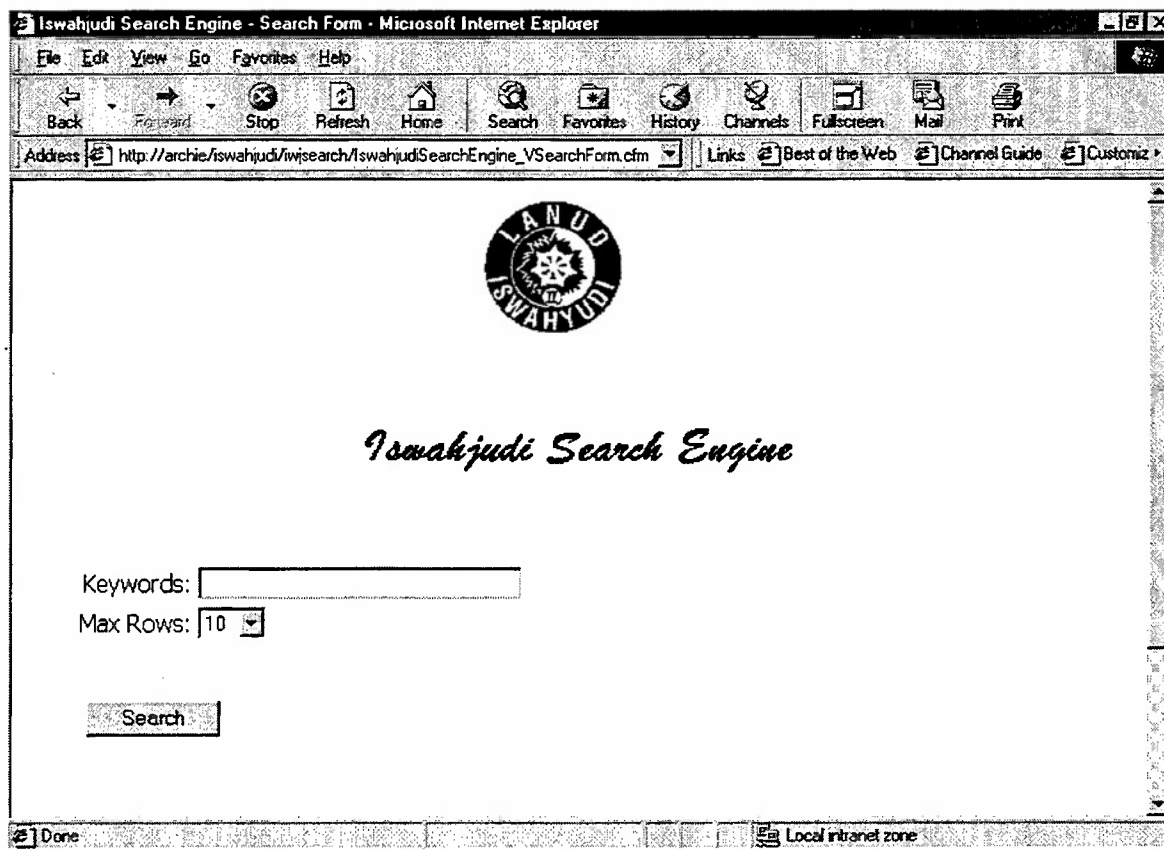 Iswahjudi Search Engine - Search Form - Microsoft Internet Explorer
File Edit View Go Favorites Help
Back Forward Stop Refresh Home Search Favorites History Channels Fullscreen Mail Print
Address http://archie/iswahjudi/iwjsearch/IswahjudiSearchEngine_VSearchForm.cfm Links Best of the Web Channel Guide Customiz
LANUD
ISWAHYUDI
Iswahjudi Search Engine
Keywords:
Max Rows: 10
Search
Done Local intranet zone